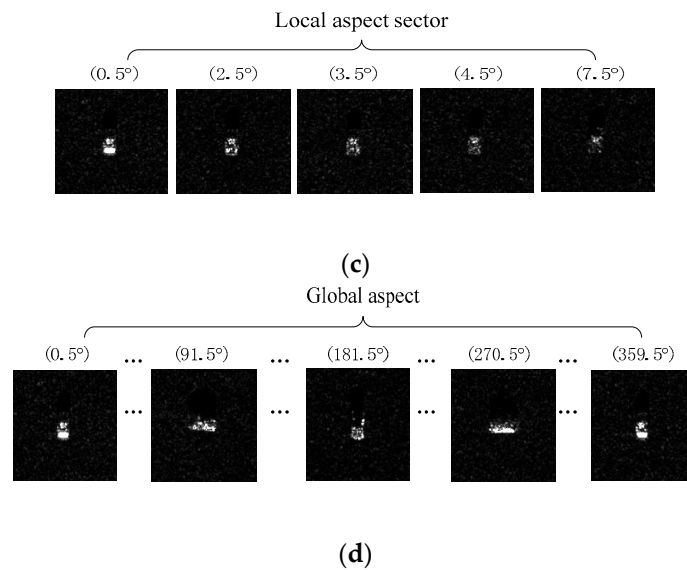 Local aspect sector
(0.5°) (2.5°) (3.5°) (4.5°) (7.5°)
(c)
Global aspect
(0.5°) ... (91.5°) ... (181.5°) ... (270.5°) ... (359.5°)
... ... ... ...
(d)